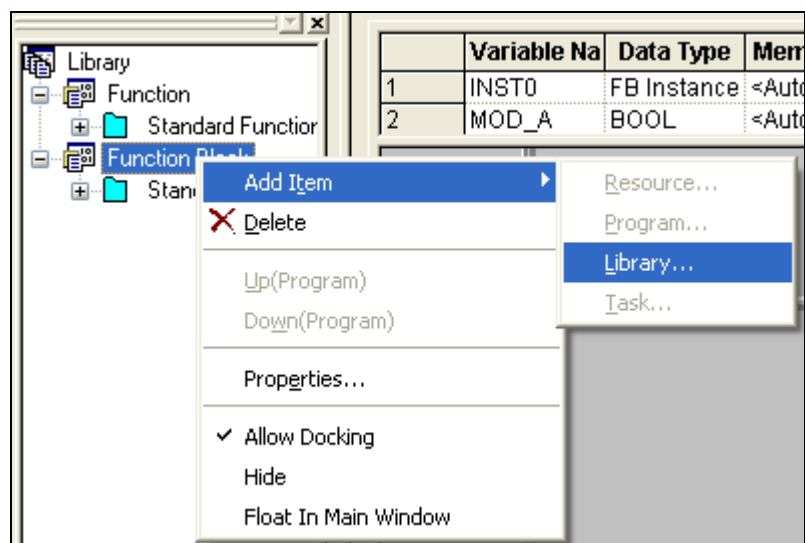 Library
Function
Standard Function
Function Block
Stan
Variable Na Data Type Mem
1 INST0 FB Instance <Auto
2 MOD_A BOOL <Auto
Add Item
Delete
Up(Program)
Down(Program)
Properties...
Allow Docking
Hide
Float In Main Window
Resource...
Program...
Library...
Task...